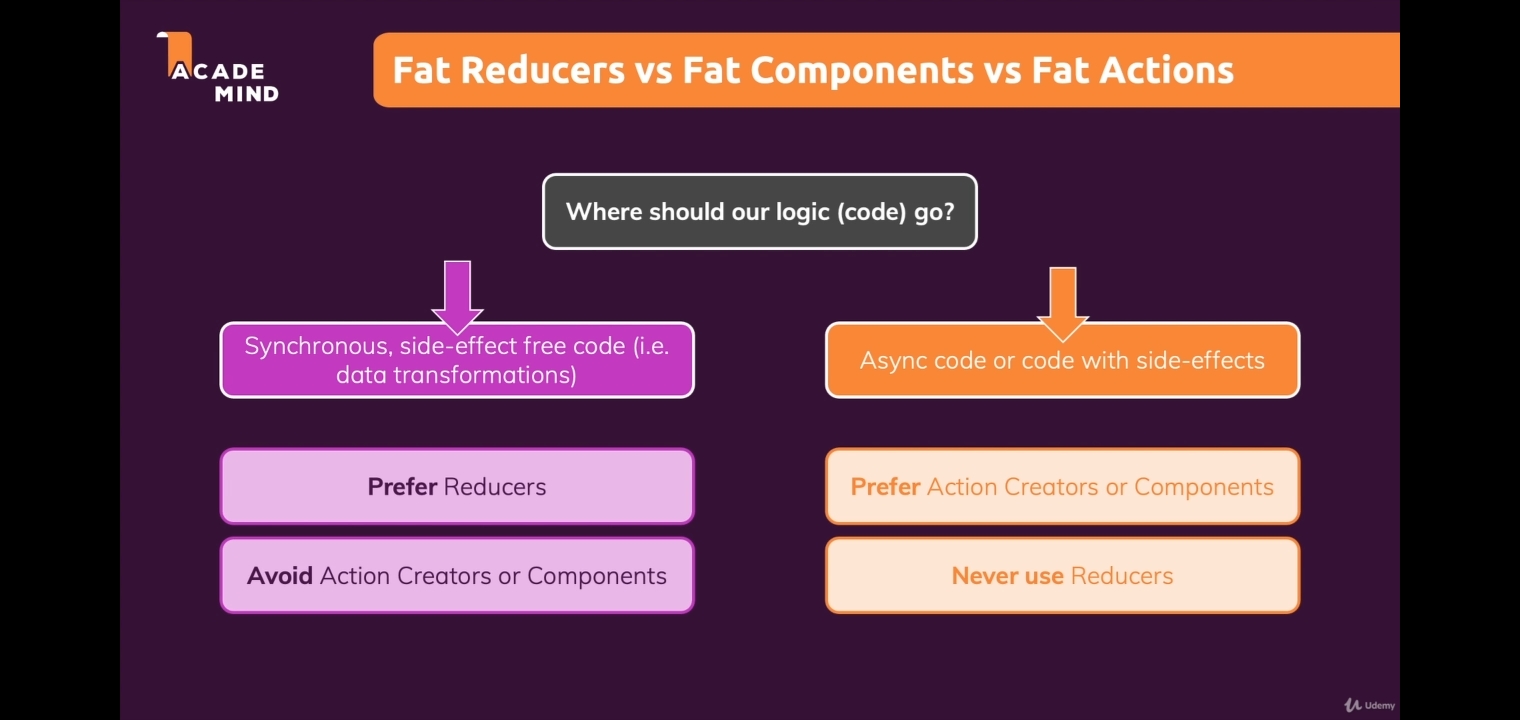 ACADE
MIND
Fat Reducers vs Fat Components vs Fat Actions
Where should our logic (code) go?
Synchronous, side-effect free code (i.e.
data transformations)
Async code or code with side-effects
Prefer Reducers
Prefer Action Creators or Components
Avoid Action Creators or Components
Never use Reducers
Udemy